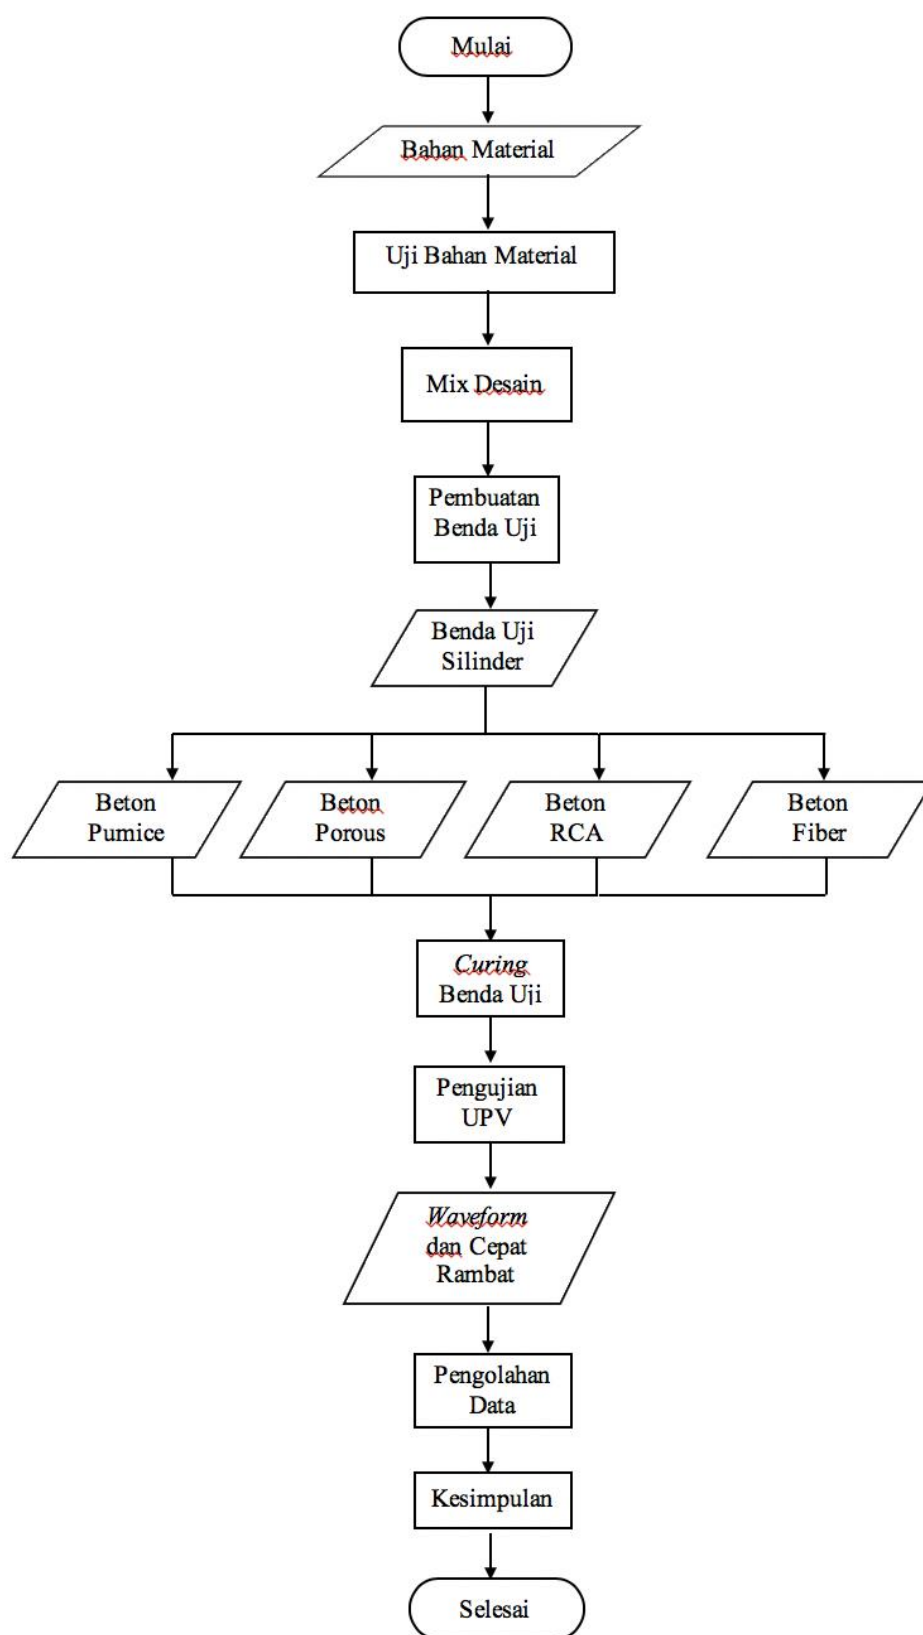 Mulai
Bahan Material
Uji Bahan Material
Mix Desain
Pembuatan
Benda Uji
Benda Uji
Silinder
Beton
Pumice
Beton
Porous
Beton
RCA
Beton
Fiber
Curing
Benda Uji
Pengujian
UPV
Waveform
dan Cepat
Rambat
Pengolahan
Data
Kesimpulan
Selesai